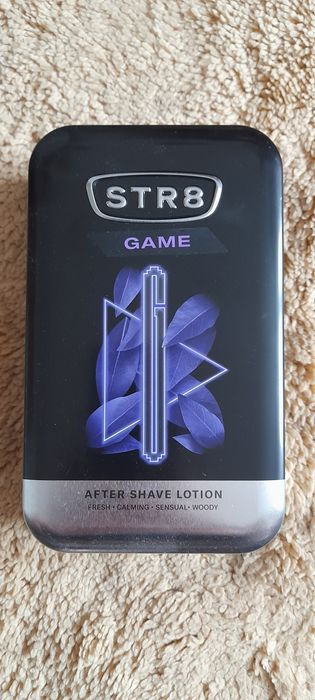 STR8
GAME
AFTER SHAVE LOTION
FRESH • CALMING • SENSUAL • WOODY